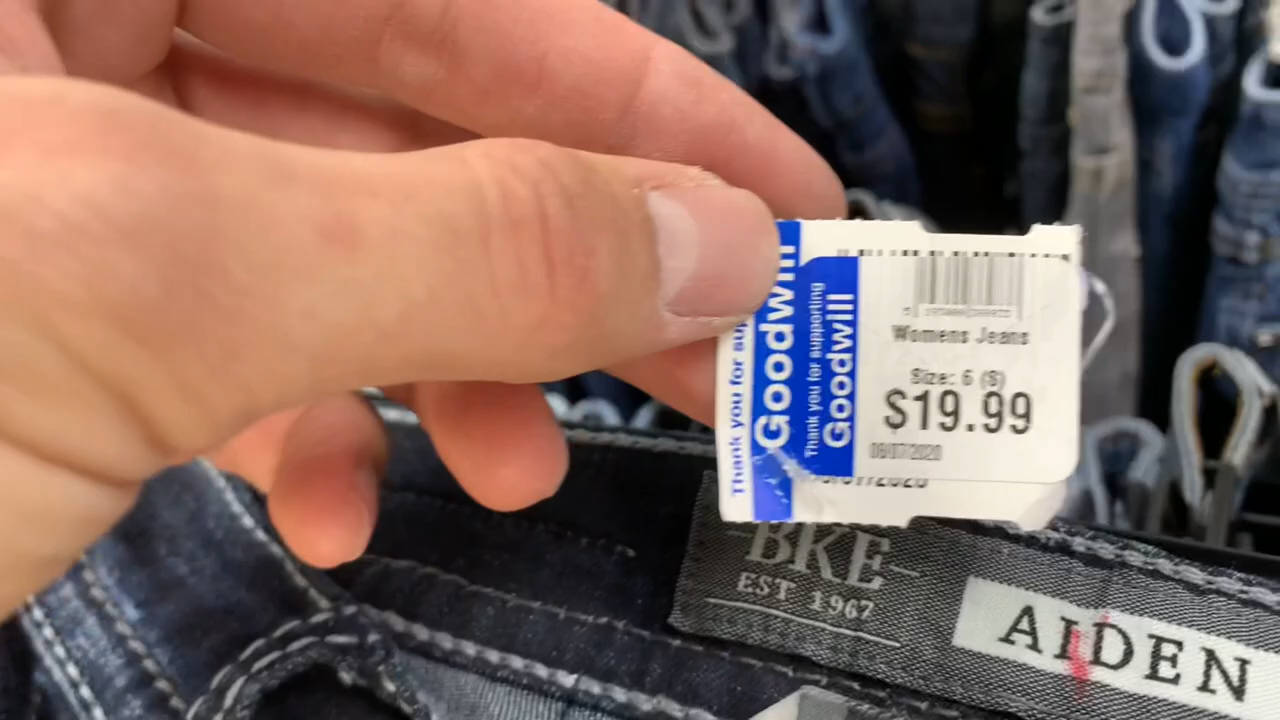 Thank you for sup
Goodwill
Thank you for supporting
Goodwill
Womens Jeans
Size: 6 (S)
$19.99
08/07/2020
BKE
EST 1967
AIDEN